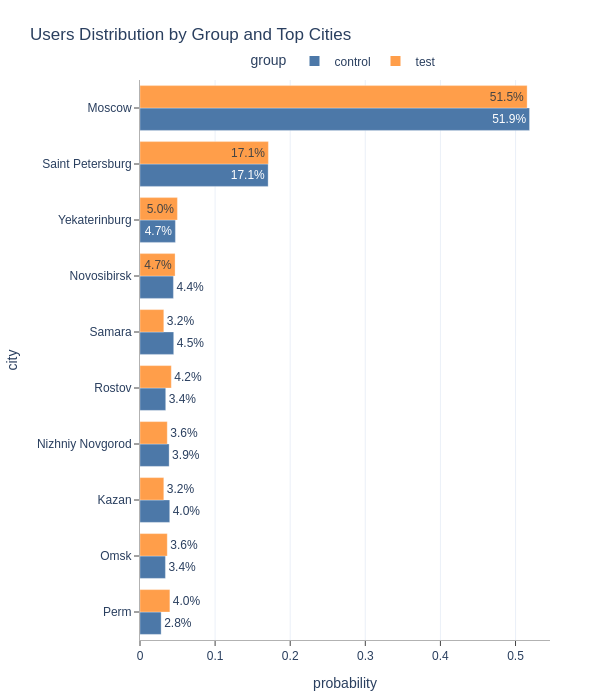 Users Distribution by Group and Top Cities
group control test
Moscow 51.5%
51.9%
Saint Petersburg 17.1%
17.1%
Yekaterinburg 5.0%
4.7%
Novosibirsk 4.7%
4.4%
Samara 3.2%
4.5%
Rostov 4.2%
3.4%
Nizhniy Novgorod 3.6%
3.9%
Kazan 3.2%
4.0%
Omsk 3.6%
3.4%
Perm 4.0%
2.8%
city
0 0.1 0.2 0.3 0.4 0.5
probability